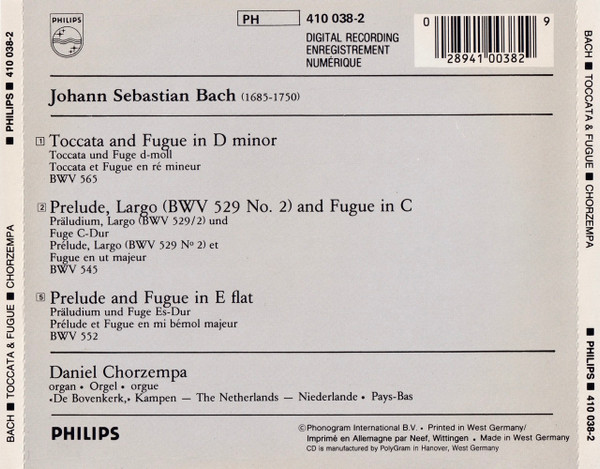 PHILIPS
PH
410 038-2
DIGITAL RECORDING
ENREGISTREMENT
NUMÉRIQUE
0 28941 00382 9
PHILIPS ■ 410 038-2
BACH ■ TOCCATA & FUGUE ■ CHORZEMPA
Johann Sebastian Bach (1685-1750)
1 Toccata and Fugue in D minor
Toccata und Fuge d-moll
Toccata et Fugue en ré mineur
BWV 565
2 Prelude, Largo (BWV 529 No. 2) and Fugue in C
Präludium, Largo (BWV 529/2) und
Fuge C-Dur
Prélude, Largo (BWV 529 Nº 2) et
Fugue en ut majeur
BWV 545
5 Prelude and Fugue in E flat
Präludium und Fuge Es-Dur
Prélude et Fugue en mi bémol majeur
BWV 552
Daniel Chorzempa
organ • Orgel • orgue
«De Bovenkerk,» Kampen — The Netherlands — Niederlande • Pays-Bas
PHILIPS
©Phonogram International B.V. • Printed in West Germany/
Imprimé en Allemagne par Neef, Wittingen • Made in West Germany
CD is manufactured by PolyGram in Hanover, West Germany
BACH ■ TOCCATA & FUGUE ■ CHORZEMPA
■ PHILIPS ■ 410 038-2